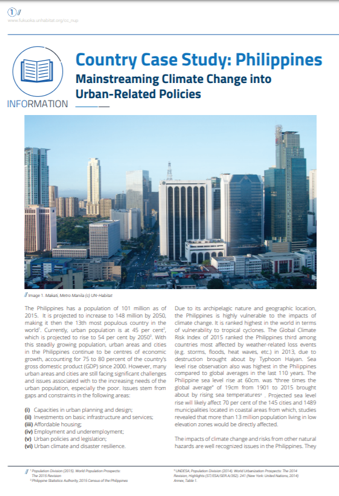 1//
INFORMATION
Country Case Study: Philippines
Mainstreaming Climate Change into
Urban-Related Policies
// Image 1. Makati, Metro Manila (c) UN-Habitat
The Philippines has a population of 101 million as of
2015. It is projected to increase to 148 million by 2050,
making it then the 13th most populous country in the
world¹. Currently, urban population is at 45 per cent²,
which is projected to rise to 54 per cent by 2050³. With
this steadily growing population, urban areas and cities
in the Philippines continue to be centres of economic
growth, accounting for 75 to 80 percent of the country's
gross domestic product (GDP) since 2000. However, many
urban areas and cities are still facing significant challenges
and issues associated with to the increasing needs of the
urban population, especially the poor. Issues stem from
gaps and constraints in the following areas:
(i) Capacities in urban planning and design;
(ii) Investments on basic infrastructure and services;
(iii) Affordable housing;
(iv) Employment and underemployment;
(v) Urban policies and legislation;
(vi) Urban climate and disaster resilience.
Due to its archipelagic nature and geographic location,
the Philippines is highly vulnerable to the impacts of
climate change. It is ranked highest in the world in terms
of vulnerability to tropical cyclones. The Global Climate
Risk Index of 2015 ranked the Philippines third among
countries most affected by weather-related loss events
(e.g. storms, floods, heat waves, etc.) in 2013, due to
destruction brought about by Typhoon Haiyan. Sea
level rise observation also was highest in the Philippines
compared to global averages in the last 110 years. The
Philippine sea level rise at 60cm. was "three times the
global average" of 19cm from 1901 to 2015 brought
about by rising sea temperatures. Projected sea level
rise will likely affect 70 per cent of the 145 cities and 1489
municipalities located in coastal areas from which, studies
revealed that more than 13 million population living in low
elevation zones would be directly affected.
The impacts of climate change and risks from other natural
hazards are well recognized issues in the Philippines. They
// ¹ Population Division (2015). World Population Prospects:
The 2015 Revision
² Philippine Statistics Authority, 2015 Census of the Philippines
³ UNDESA, Population Division (2014). World Urbanization Prospects: The 2014
Revision, Highlights (ST/ESA/SER.A/352). (47) (New York: United Nations, 2014)
Annex, Table 1